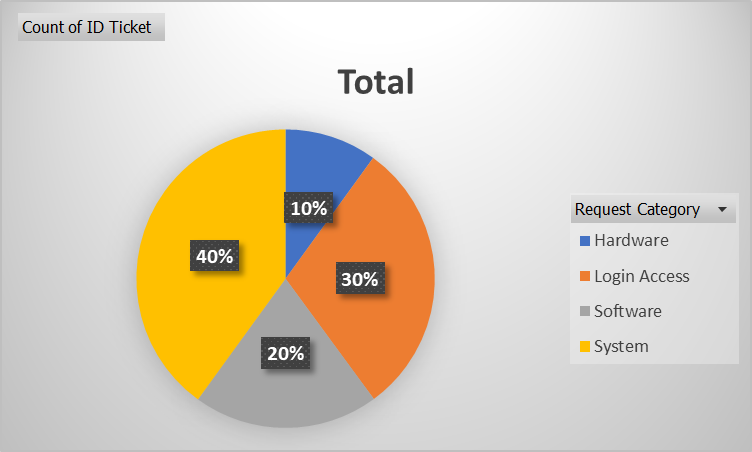 Count of ID Ticket
Total
10%
40%
30%
20%
Request Category
Hardware
Login Access
Software
System